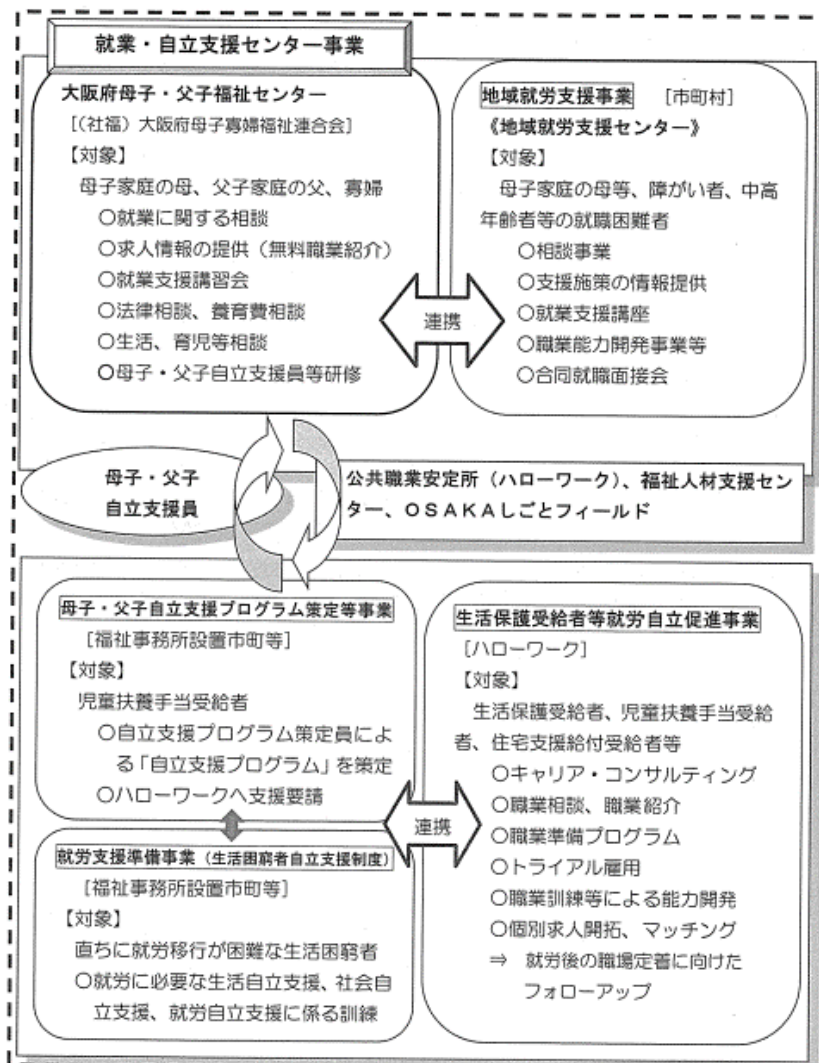 就業・自立支援センター事業
大阪府母子・父子福祉センター
[(社福)大阪府母子寡婦福祉連合会]
【対象】
母子家庭の母、父子家庭の父、寡婦
〇就業に関する相談
〇求人情報の提供(無料職業紹介)
〇就業支援講習会
〇法律相談、養育費相談
〇生活、育児等相談
〇母子・父子自立支援員等研修
連携
地域就労支援事業 [市町村]
《地域就労支援センター》
【対象】
母子家庭の母等、障がい者、中高
年齢者等の就職困難者
〇相談事業
〇支援施策の情報提供
〇就業支援講座
〇職業能力開発事業等
〇合同就職面接会
母子・父子
自立支援員
公共職業安定所(ハローワーク)、福祉人材支援セン
ター、OSAKAしごとフィールド
母子・父子自立支援プログラム策定等事業
[福祉事務所設置市町等]
【対象】
児童扶養手当受給者
〇自立支援プログラム策定員によ
る「自立支援プログラム」を策定
〇ハローワークへ支援要請
就労支援準備事業(生活困窮者自立支援制度)
[福祉事務所設置市町等]
【対象】
直ちに就労移行が困難な生活困窮者
〇就労に必要な生活自立支援、社会自
立支援、就労自立支援に係る訓練
連携
生活保護受給者等就労自立促進事業
[ハローワーク]
【対象】
生活保護受給者、児童扶養手当受給
者、住宅支援給付受給者等
〇キャリア・コンサルティング
〇職業相談、職業紹介
〇職業準備プログラム
〇トライアル雇用
〇職業訓練等による能力開発
〇個別求人開拓、マッチング
⇒ 就労後の職場定着に向けた
フォローアップ